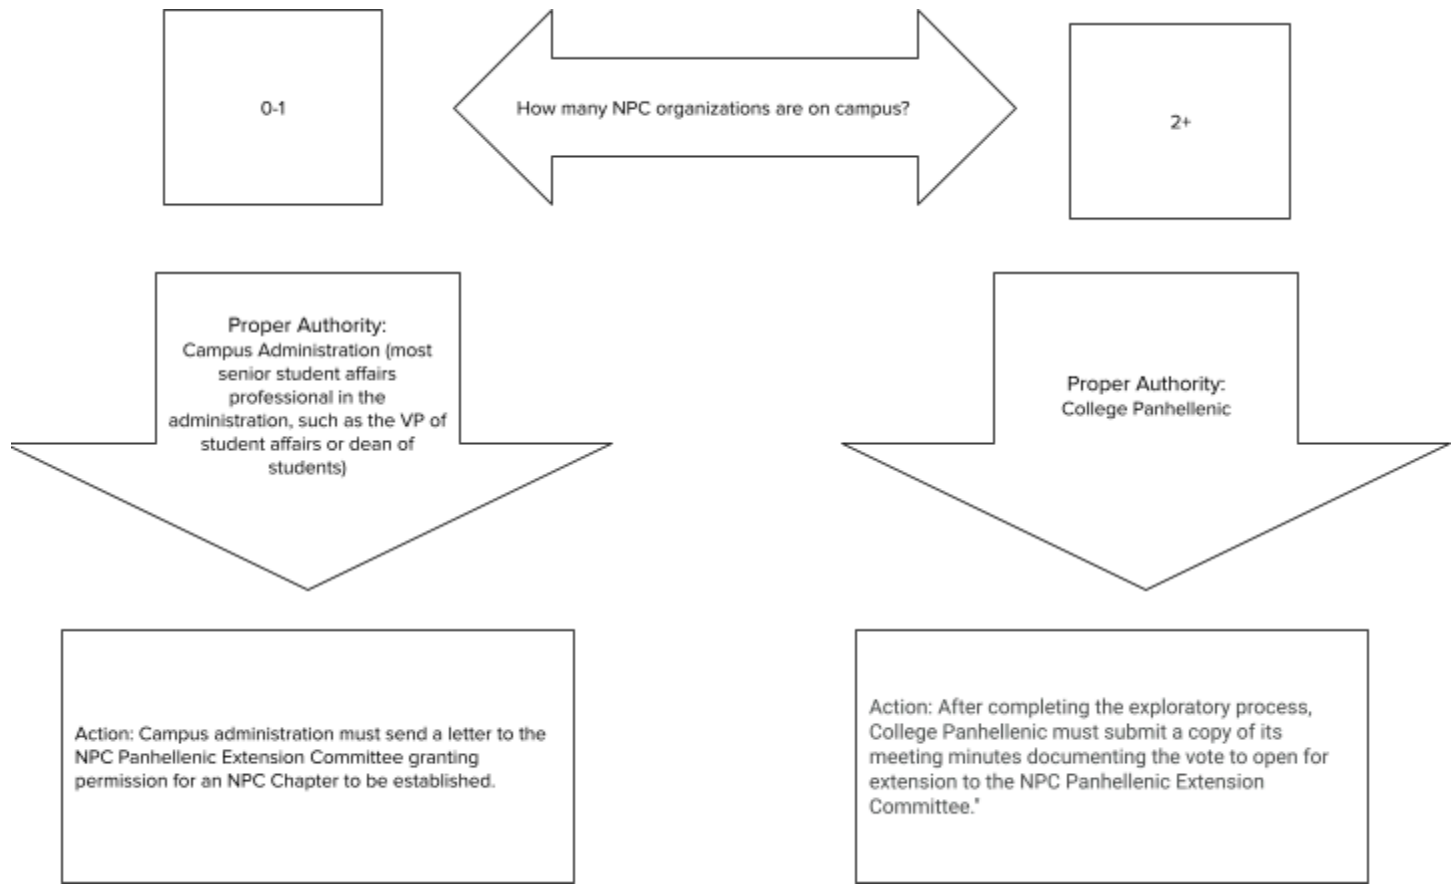 0-1
How many NPC organizations are on campus?
2+
Proper Authority:
Campus Administration (most
senior student affairs
professional in the
administration, such as the VP of
student affairs or dean of
students)
Proper Authority:
College Panhellenic
Action: Campus administration must send a letter to the
NPC Panhellenic Extension Committee granting
permission for an NPC Chapter to be established.
Action: After completing the exploratory process,
College Panhellenic must submit a copy of its
meeting minutes documenting the vote to open for
extension to the NPC Panhellenic Extension
Committee."